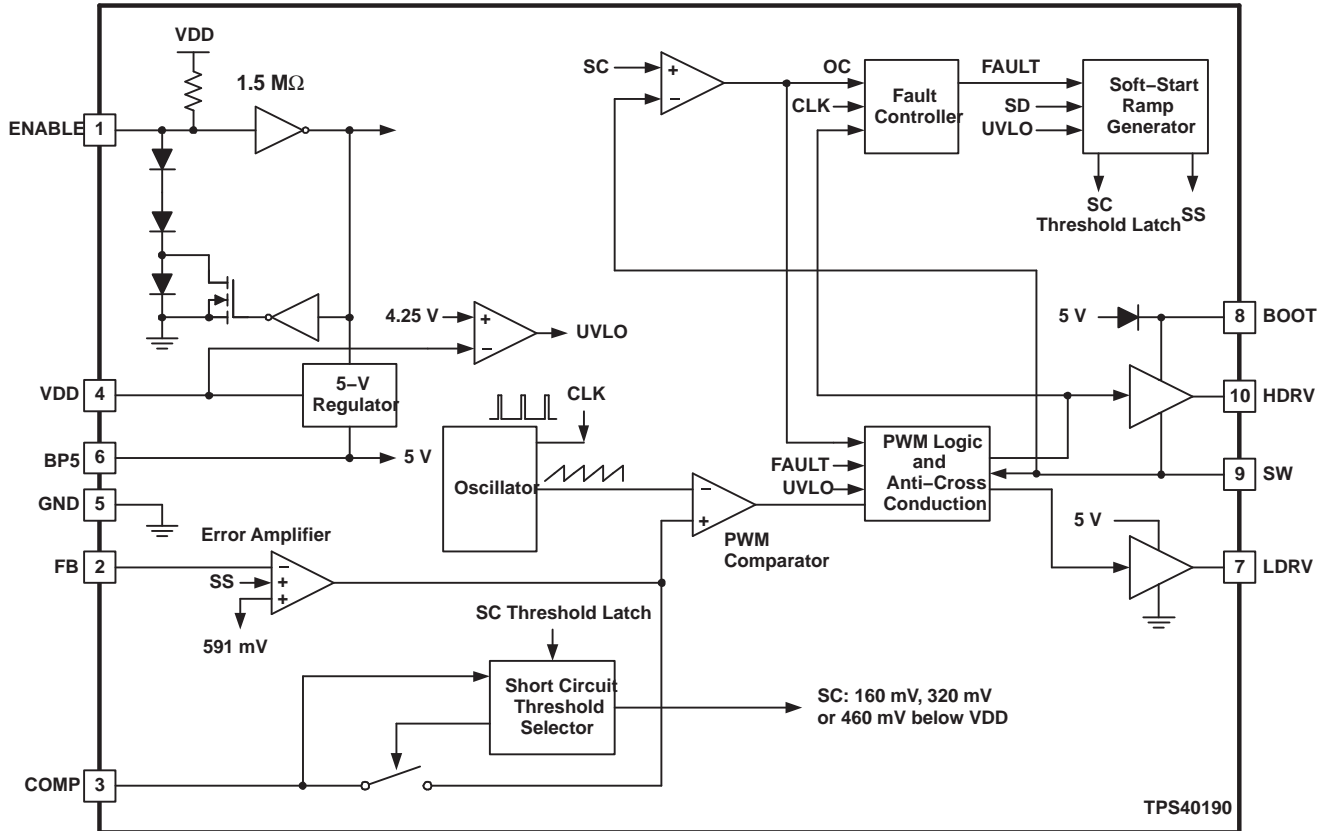 VDD
1.5 MΩ
ENABLE
1
SC
+
−
OC
CLK
Fault
Controller
FAULT
SD
UVLO
Soft−Start
Ramp
Generator
SC
Threshold Latch
SS
4.25 V
+
−
UVLO
5 V
8
BOOT
VDD
4
5−V
Regulator
CLK
10
HDRV
BP5
6
5 V
Oscillator
FAULT
UVLO
PWM Logic
and
Anti−Cross
Conduction
9
SW
GND
5
−
+
PWM
Comparator
5 V
Error Amplifier
FB
2
−
SS
+
+
591 mV
7
LDRV
SC Threshold Latch
Short Circuit
Threshold
Selector
SC: 160 mV, 320 mV
or 460 mV below VDD
COMP
3
TPS40190